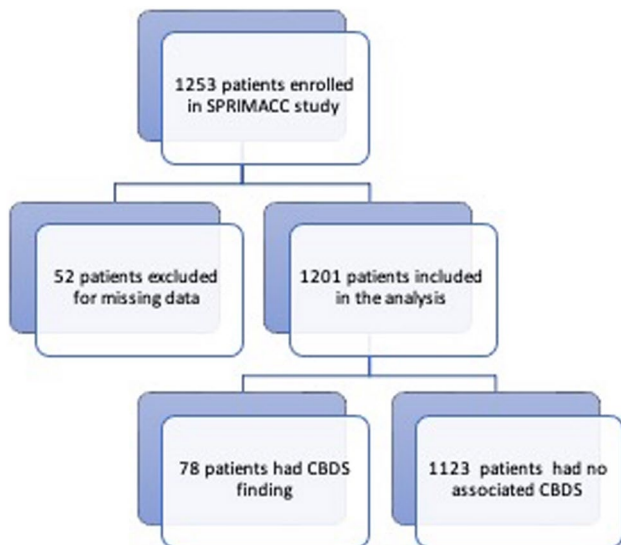 1253 patients enrolled
in SPRIMACC study
52 patients excluded
for missing data
1201 patients included
in the analysis
78 patients had CBDS
finding
1123 patients had no
associated CBDS